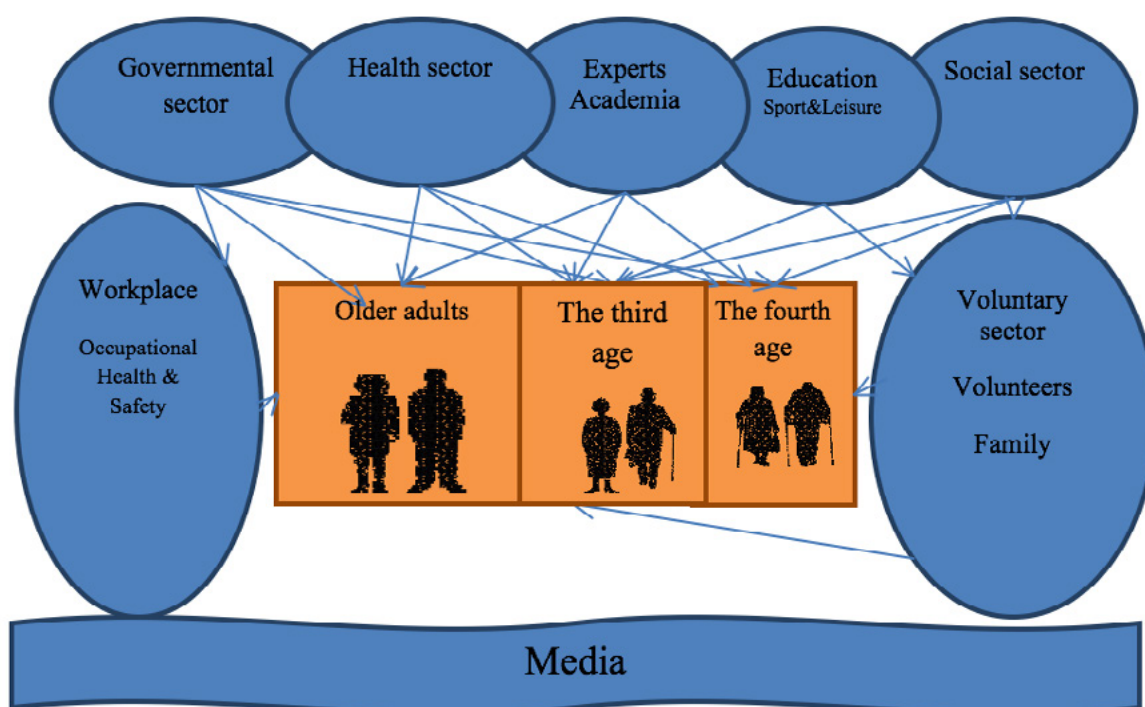 Governmental
sector
Health sector
Experts
Academia
Education
Sport&Leisure
Social sector
Workplace
Occupational
Health &
Safety
Older adults
The third
age
The fourth
age
Voluntary
sector
Volunteers
Family
Media